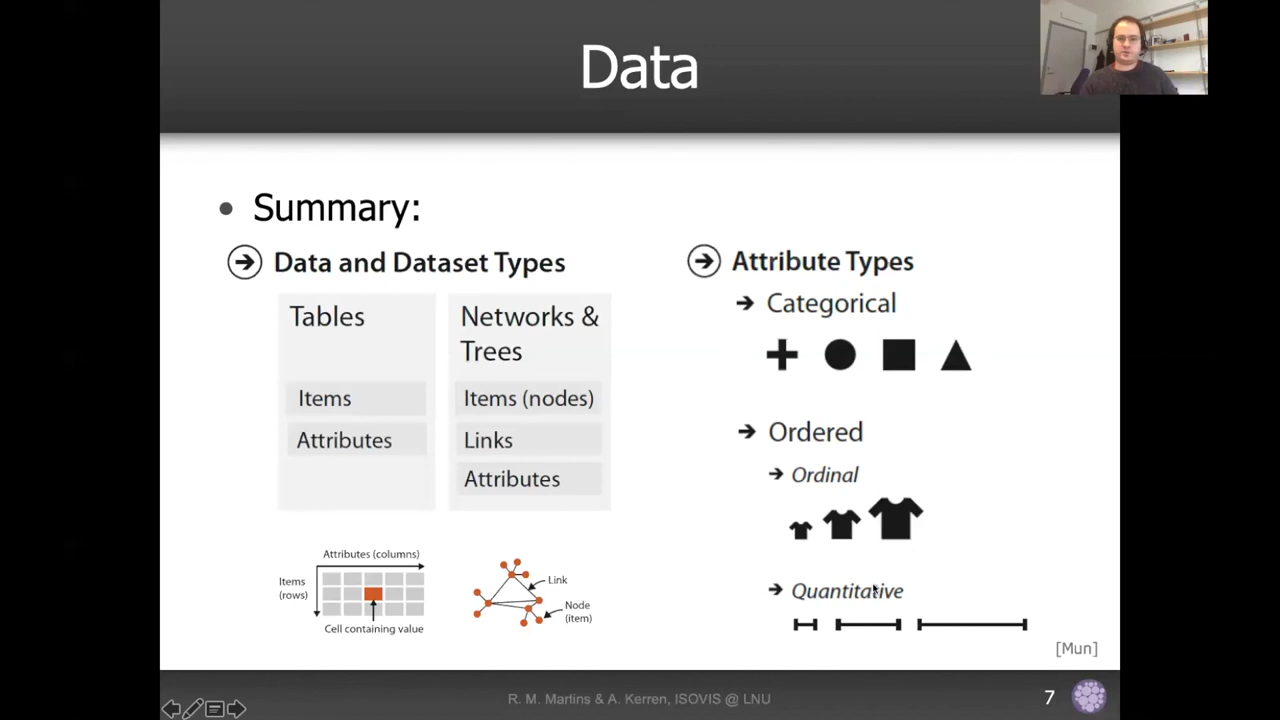 Data
Summary:
Data and Dataset Types
Tables
Items
Attributes
Networks &
Trees
Items (nodes)
Links
Attributes
Attributes (columns)
Items
(rows)
Cell containing value
Link
Node
(item)
Attribute Types
Categorical
Ordered
Ordinal
Quantitative
[Mun]
R. M. Martins & A. Kerren, ISOVIS @ LNU
7